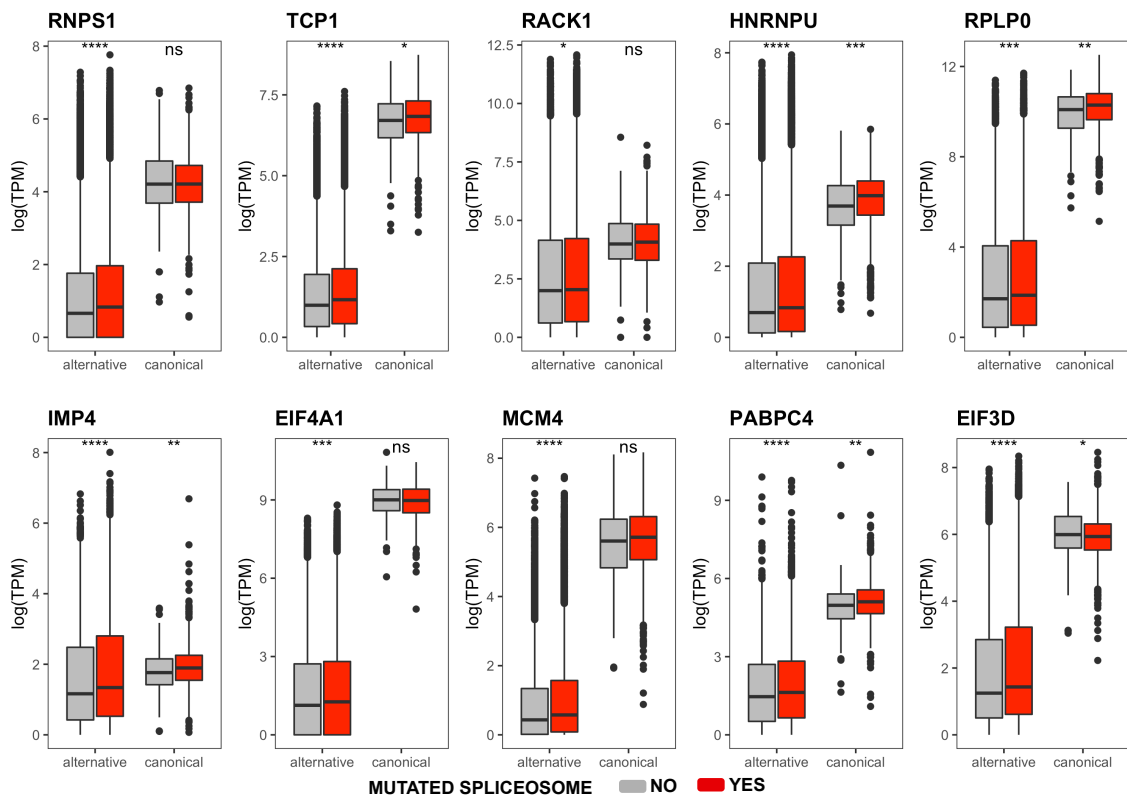 RNPS1 TCP1 RACK1 HNRNPU RPLP0
**** ns **** * * ns **** *** *** **
log(TPM) 8 6 4 2 0
log(TPM) 7.5 5.0 2.5 0.0
log(TPM) 12.5 10.0 7.5 5.0 2.5 0.0
log(TPM) 8 6 4 2 0
log(TPM) 12 8 4 0
alternative canonical alternative canonical alternative canonical alternative canonical alternative canonical
IMP4 EIF4A1 MCM4 PABPC4 EIF3D
**** ** *** ns **** ns **** ** **** *
log(TPM) 8 6 4 2 0
log(TPM) 9 6 3 0
log(TPM) 8 6 4 2 0
log(TPM) 9 6 3 0
log(TPM) 8 6 4 2 0
alternative canonical alternative canonical alternative canonical alternative canonical alternative canonical
MUTATED SPLICEOSOME NO YES